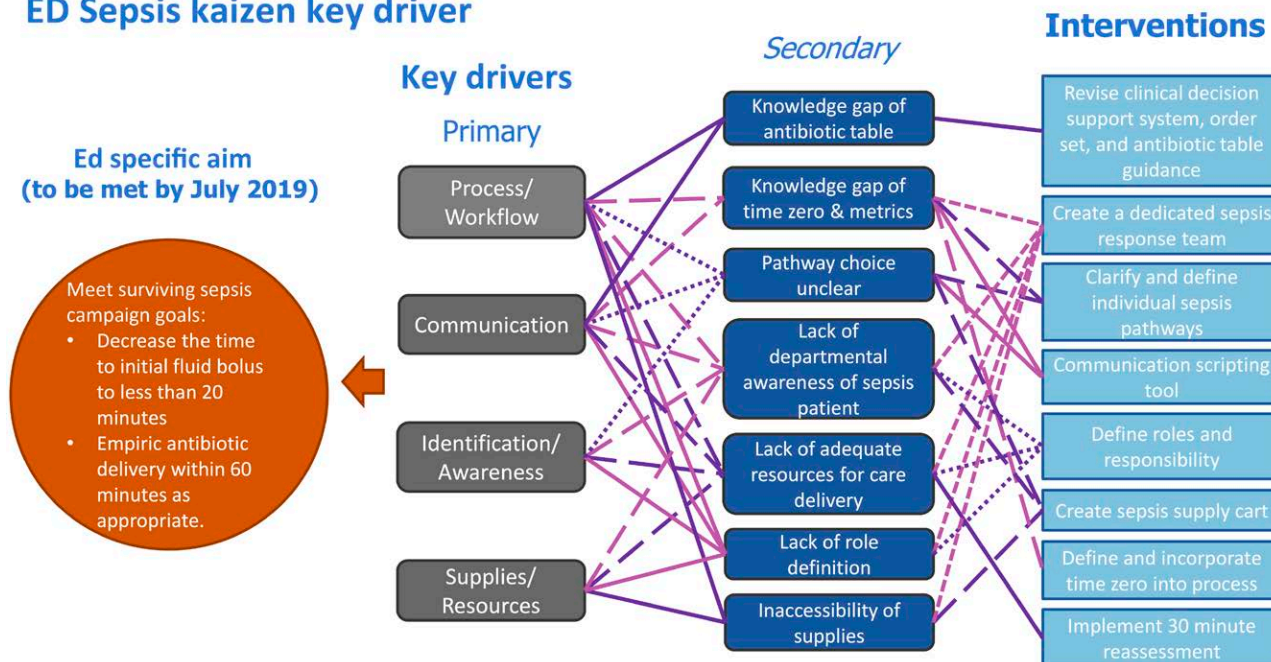 ED Sepsis kaizen key driver
Ed specific aim
(to be met by July 2019)
Meet surviving sepsis
campaign goals:
• Decrease the time
to initial fluid bolus
to less than 20
minutes
• Empiric antibiotic
delivery within 60
minutes as
appropriate.
Key drivers
Primary
Process/
Workflow
Communication
Identification/
Awareness
Supplies/
Resources
Secondary
Knowledge gap of
antibiotic table
Knowledge gap of
time zero & metrics
Pathway choice
unclear
Lack of
departmental
awareness of sepsis
patient
Lack of adequate
resources for care
delivery
Lack of role
definition
Inaccessibility of
supplies
Interventions
Revise clinical decision
support system, order
set, and antibiotic table
guidance
Create a dedicated sepsis
response team
Clarify and define
individual sepsis
pathways
Communication scripting
tool
Define roles and
responsibility
Create sepsis supply cart
Define and incorporate
time zero into process
Implement 30 minute
reassessment